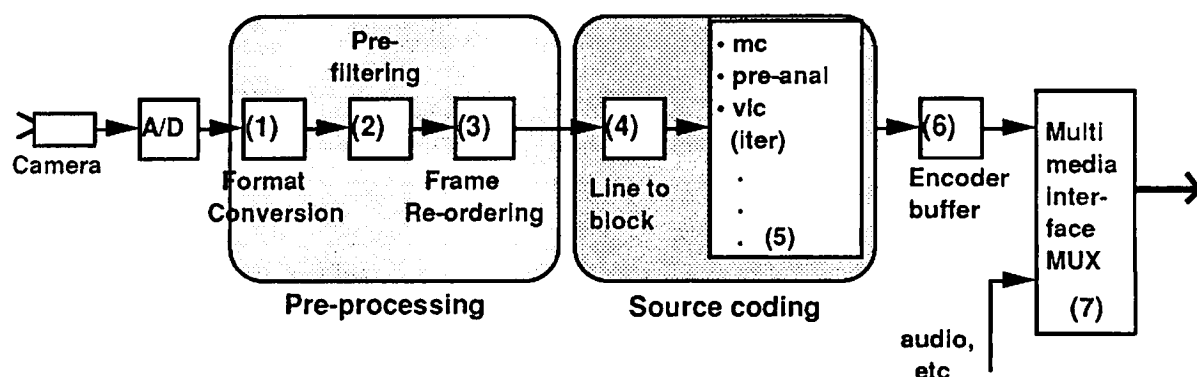 Camera
A/D
Pre-
filtering
(1)
(2)
(3)
Format
Conversion
Frame
Re-ordering
Pre-processing
(4)
Line to
block
• mc
• pre-anal
• vlc
(iter)
.
.
. (5)
Source coding
(6)
Encoder
buffer
Multi
media
inter-
face
MUX
(7)
audio,
etc